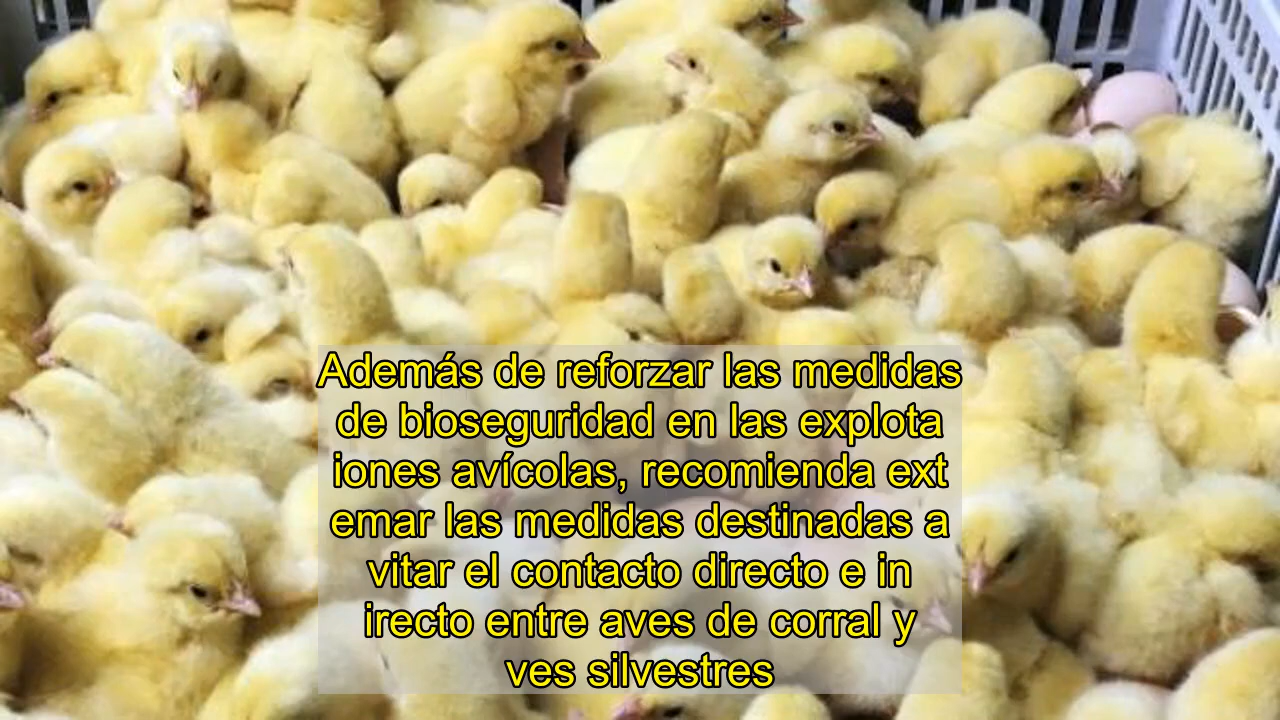 Además de reforzar las medidas
de bioseguridad en las explota
iones avícolas, recomienda ext
emar las medidas destinadas a
vitar el contacto directo e in
irecto entre aves de corral y
ves silvestres